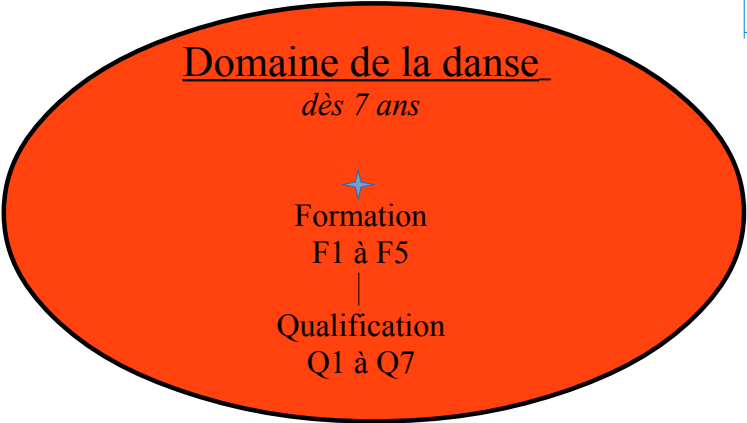 Domaine de la danse
dès 7 ans
Formation
F1 à F5
Qualification
Q1 à Q7